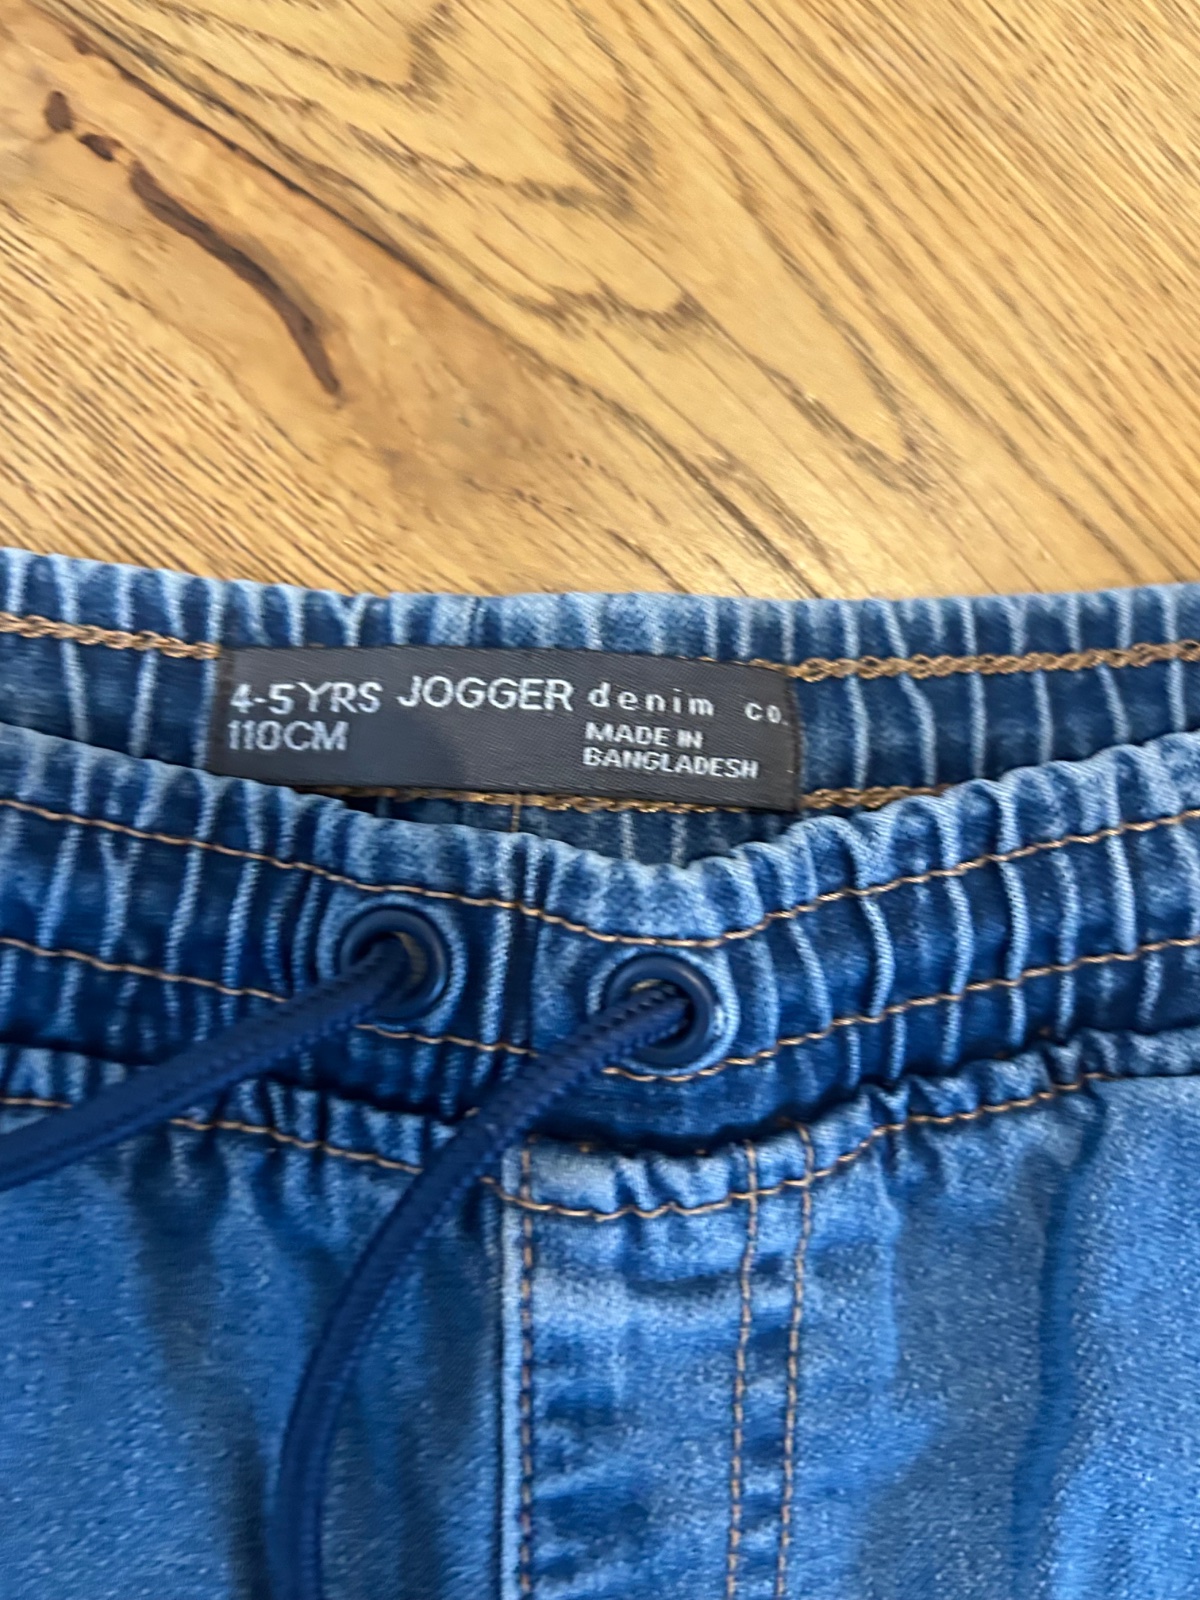 4-5YRS JOGGER denim co.
110CM
MADE IN
BANGLADESH